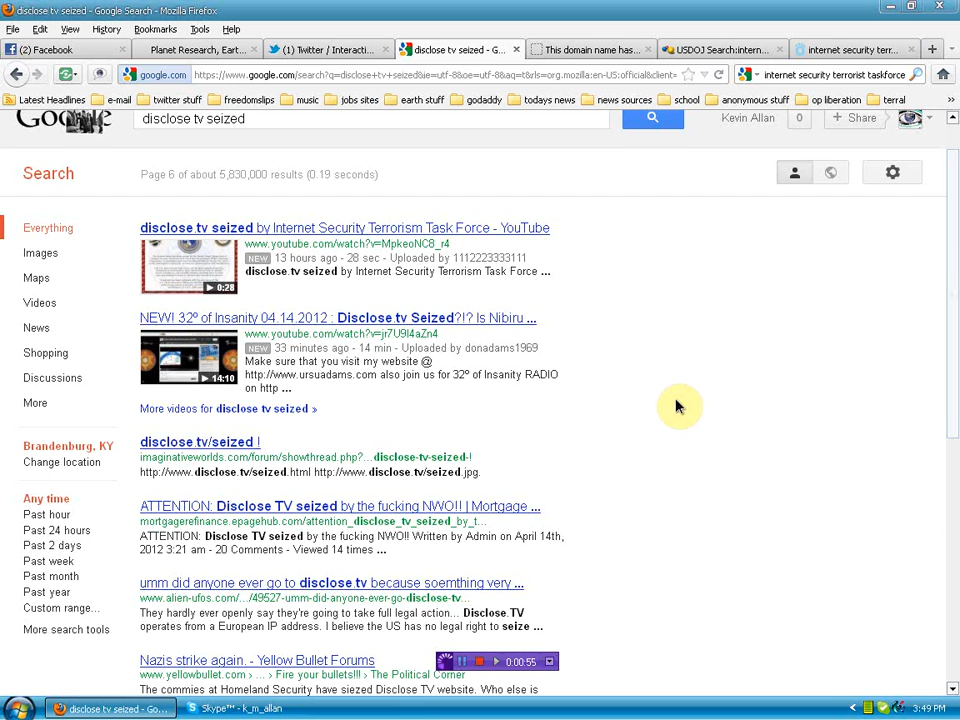 disclose tv seized - Google Search - Mozilla Firefox
File Edit View History Bookmarks Tools Help
(2) Facebook Planet Research, Eart... (1) Twitter / Interactin... disclose tv seized - G... This domain name has... USDOJ Search:intern... internet security terr...
google.com https://www.google.com/search?q=disclose+tv+seized&ie=utf-8&oe=utf-8&aq=t&rls=org.mozilla:en-US:official&client= internet security terrorist taskforce
Latest Headlines e-mail twitter stuff freedomslips music jobs sites earth stuff godaddy todays news news sources school anonymous stuff op liberation terral
Google disclose tv seized Kevin Allan 0 + Share
Search Page 6 of about 5,830,000 results (0.19 seconds)
Everything
Images
Maps
Videos
News
Shopping
Discussions
More
Brandenburg, KY
Change location
Any time
Past hour
Past 24 hours
Past 2 days
Past week
Past month
Past year
Custom range...
More search tools
disclose.tv seized by Internet Security Terrorism Task Force - YouTube
www.youtube.com/watch?v=MpkeoNC8_r4
NEW 13 hours ago - 28 sec - Uploaded by 1112223333111
disclose.tv seized by Internet Security Terrorism Task Force ...
0:28
NEW! 32º of Insanity 04.14.2012 : Disclose.tv Seized?!? Is Nibiru ...
www.youtube.com/watch?v=jr7U9I4aZn4
NEW 33 minutes ago - 14 min - Uploaded by donadams1969
Make sure that you visit my website @
http://www.ursuadams.com also join us for 32º of Insanity RADIO
on http ...
14:10
More videos for disclose tv seized »
disclose.tv/seized !
imaginativeworlds.com/forum/showthread.php?...disclose-tv-seized-!
http://www.disclose.tv/seized.html http://www.disclose.tv/seized.jpg.
ATTENTION: Disclose TV seized by the fucking NWO!! | Mortgage ...
mortgagerefinance.epagehub.com/attention_disclose_tv_seized_by_t...
ATTENTION: Disclose TV seized by the fucking NWO!! Written by Admin on April 14th,
2012 3:21 am - 20 Comments - Viewed 14 times ...
umm did anyone ever go to disclose.tv because soemthing very ...
www.alien-ufos.com/.../49527-umm-did-anyone-ever-go-disclose-tv...
They hardly ever openly say they're going to take full legal action... Disclose.TV
operates from a European IP address. I believe the US has no legal right to seize ...
Nazis strike again. - Yellow Bullet Forums
www.yellowbullet.com › ... › Fire your bullets!!! › The Political Corner
The commies at Homeland Security have siezed Disclose TV website. Who else is
0:00:55
disclose tv seized - Go... Skype™ - k_m_allan 3:49 PM